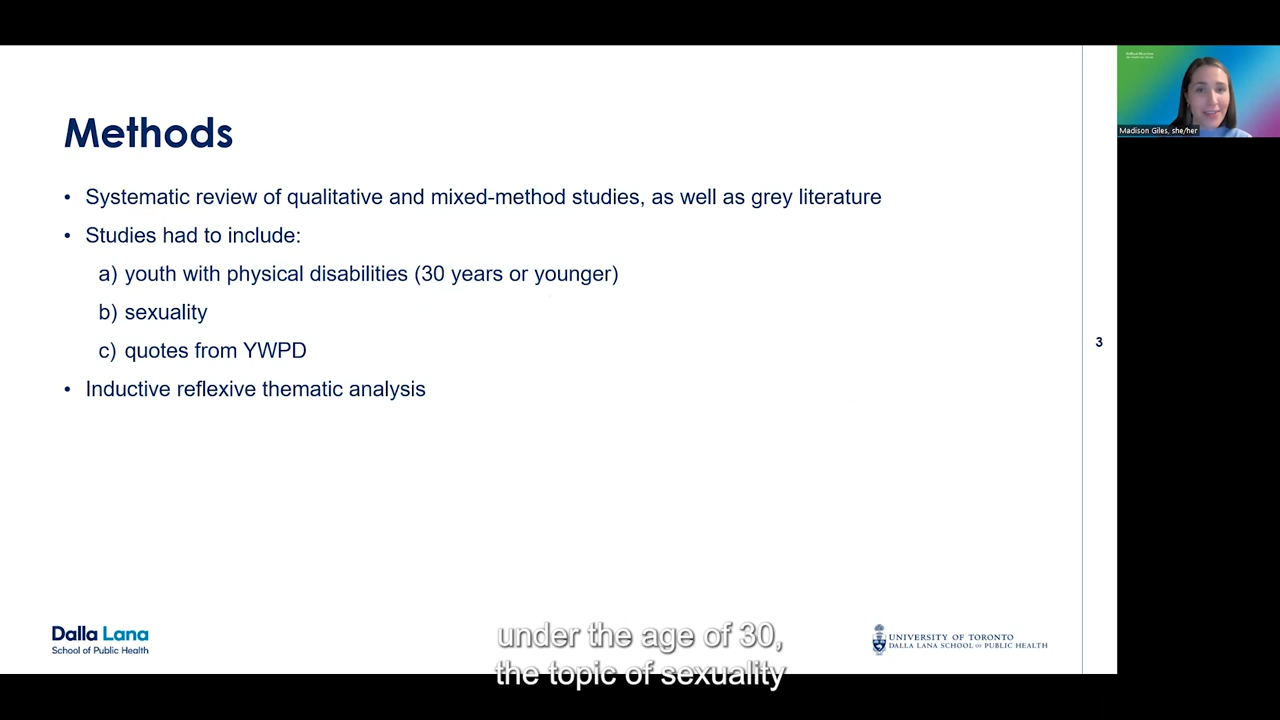 Methods
• Systematic review of qualitative and mixed-method studies, as well as grey literature
• Studies had to include:
a) youth with physical disabilities (30 years or younger)
b) sexuality
c) quotes from YWPD
• Inductive reflexive thematic analysis
3
Madison Giles, she/her
Dalla Lana
School of Public Health
UNIVERSITY OF TORONTO
DALLA LANA SCHOOL OF PUBLIC HEALTH
under the age of 30,
the topic of sexuality